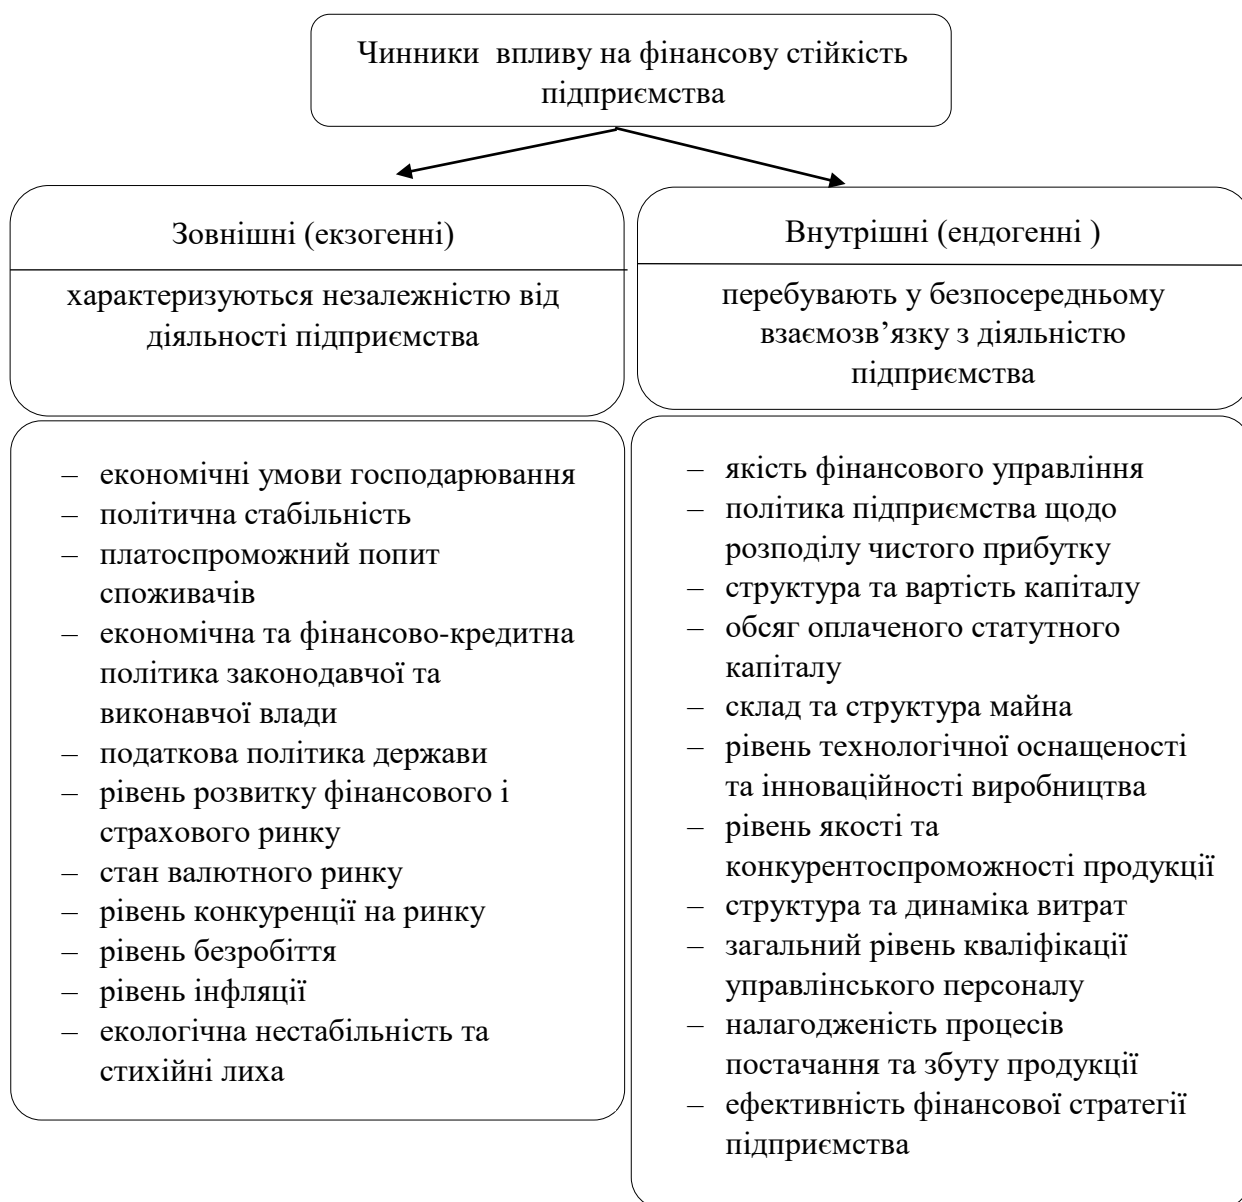 Чинники впливу на фінансову стійкість
підприємства
Зовнішні (екзогенні)
характеризуються незалежністю від
діяльності підприємства
– економічні умови господарювання
– політична стабільність
– платоспроможний попит
споживачів
– економічна та фінансово-кредитна
політика законодавчої та
виконавчої влади
– податкова політика держави
– рівень розвитку фінансового і
страхового ринку
– стан валютного ринку
– рівень конкуренції на ринку
– рівень безробіття
– рівень інфляції
– екологічна нестабільність та
стихійні лиха
Внутрішні (ендогенні )
перебувають у безпосередньому
взаємозв’язку з діяльністю
підприємства
– якість фінансового управління
– політика підприємства щодо
розподілу чистого прибутку
– структура та вартість капіталу
– обсяг оплаченого статутного
капіталу
– склад та структура майна
– рівень технологічної оснащеності
та інноваційності виробництва
– рівень якості та
конкурентоспроможності продукції
– структура та динаміка витрат
– загальний рівень кваліфікації
управлінського персоналу
– налагодженість процесів
постачання та збуту продукції
– ефективність фінансової стратегії
підприємства